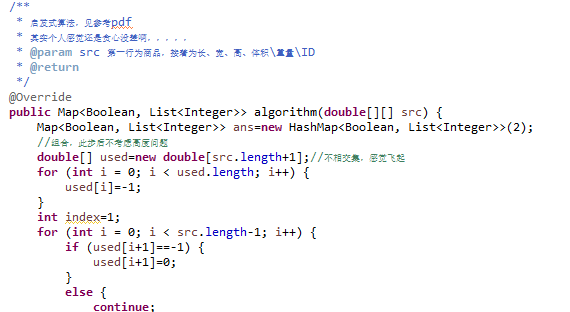 /**
 * 启发式算法，见参考pdf
 * 其实个人感觉还是贪心没差啊，，，，，
 * @param src 第一行为商品，接着为长、宽、高、体积\重量\ID
 * @return
 */
@Override
public Map<Boolean, List<Integer>> algorithm(double[][] src) {
    Map<Boolean, List<Integer>> ans=new HashMap<Boolean, List<Integer>>(2);
    //组合，此步后不考虑高度问题
    double[] used=new double[src.length+1];//不相交集，感觉飞起
    for (int i = 0; i < used.length; i++) {
        used[i]=-1;
    }
    int index=1;
    for (int i = 0; i < src.length-1; i++) {
        if (used[i+1]==-1) {
            used[i+1]=0;
        }
        else {
            continue;